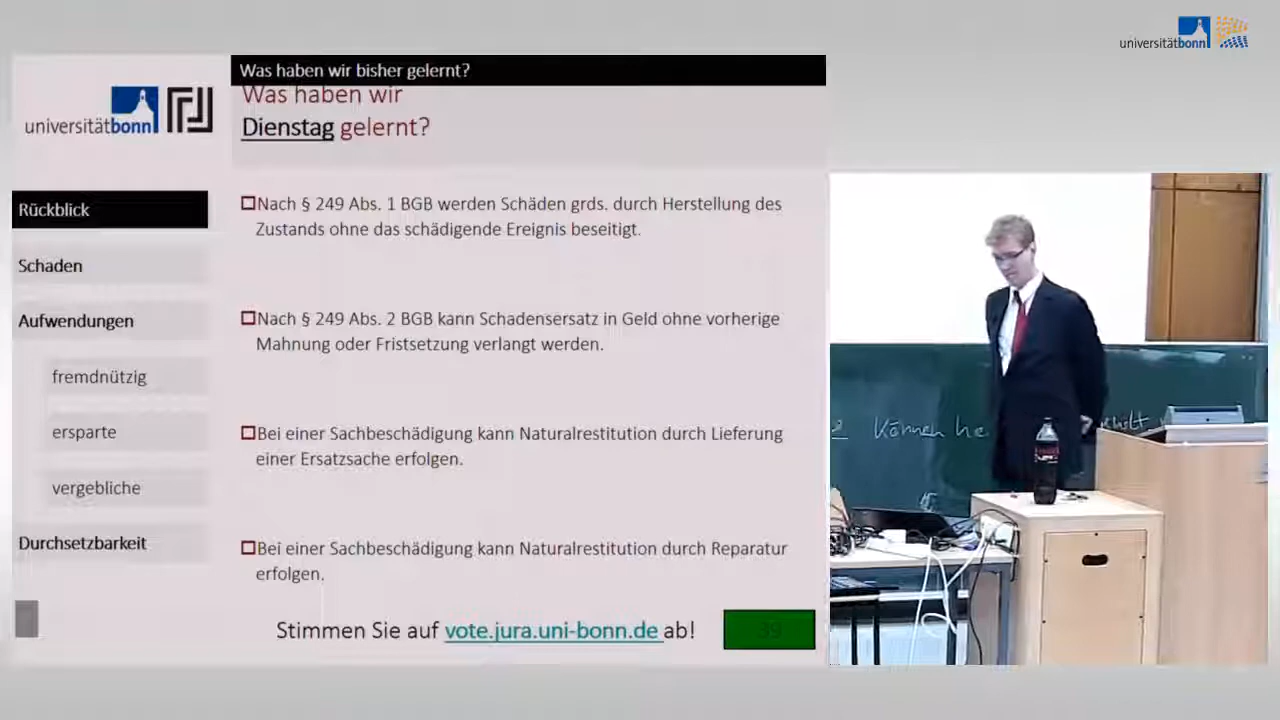 universitätbonn
Was haben wir bisher gelernt?
Was haben wir
Dienstag gelernt?
universitätbonn
Rückblick
Schaden
Aufwendungen
fremdnützig
ersparte
vergebliche
Durchsetzbarkeit
Nach § 249 Abs. 1 BGB werden Schäden grds. durch Herstellung des
Zustands ohne das schädigende Ereignis beseitigt.
Nach § 249 Abs. 2 BGB kann Schadensersatz in Geld ohne vorherige
Mahnung oder Fristsetzung verlangt werden.
Bei einer Sachbeschädigung kann Naturalrestitution durch Lieferung
einer Ersatzsache erfolgen.
Bei einer Sachbeschädigung kann Naturalrestitution durch Reparatur
erfolgen.
Stimmen Sie auf vote.jura.uni-bonn.de ab!
39
Können